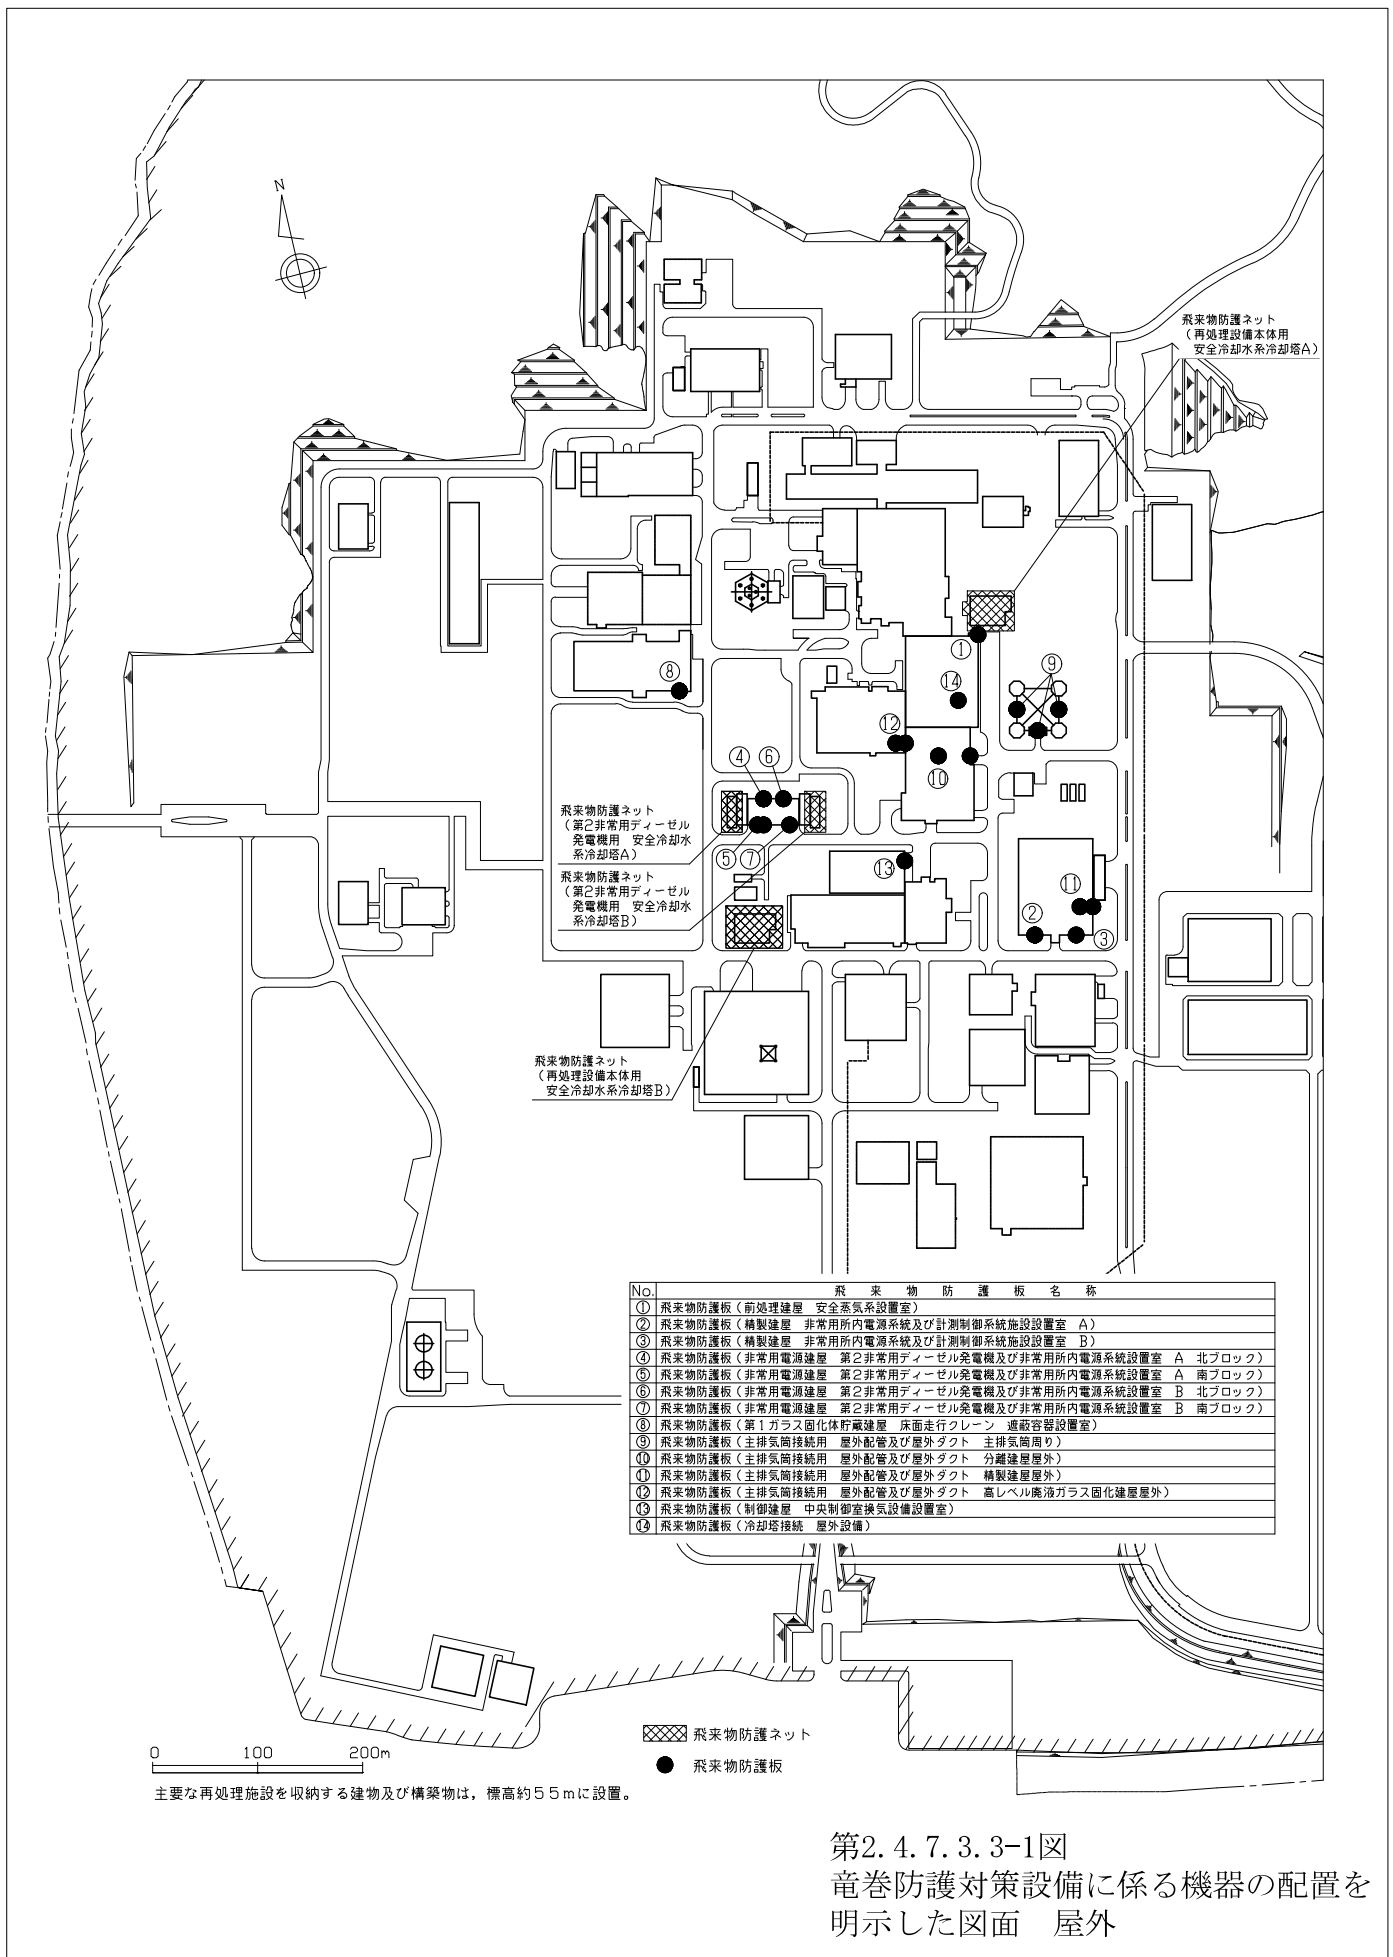 N
飛来物防護ネット
（再処理設備本体用
安全冷却水系冷却塔A）
①
⑨
⑧
⑭
⑫
④
⑥
⑩
飛来物防護ネット
（第2非常用ディーゼル
発電機用　安全冷却水
系冷却塔A）
⑤
⑦
⑬
飛来物防護ネット
（第2非常用ディーゼル
発電機用　安全冷却水
系冷却塔B）
⑪
②
③
飛来物防護ネット
（再処理設備本体用
安全冷却水系冷却塔B）
No.　飛来物防護板名称
①　飛来物防護板（前処理建屋　安全蒸気系設置室）
②　飛来物防護板（精製建屋　非常用所内電源系統及び計測制御系統施設設置室　A）
③　飛来物防護板（精製建屋　非常用所内電源系統及び計測制御系統施設設置室　B）
④　飛来物防護板（非常用電源建屋　第2非常用ディーゼル発電機及び非常用所内電源系統設置室　A　北ブロック）
⑤　飛来物防護板（非常用電源建屋　第2非常用ディーゼル発電機及び非常用所内電源系統設置室　A　南ブロック）
⑥　飛来物防護板（非常用電源建屋　第2非常用ディーゼル発電機及び非常用所内電源系統設置室　B　北ブロック）
⑦　飛来物防護板（非常用電源建屋　第2非常用ディーゼル発電機及び非常用所内電源系統設置室　B　南ブロック）
⑧　飛来物防護板（第1ガラス固化体貯蔵建屋　床面走行クレーン　遮蔽容器設置室）
⑨　飛来物防護板（主排気筒接続用　屋外配管及び屋外ダクト　主排気筒周り）
⑩　飛来物防護板（主排気筒接続用　屋外配管及び屋外ダクト　分離建屋屋外）
⑪　飛来物防護板（主排気筒接続用　屋外配管及び屋外ダクト　精製建屋屋外）
⑫　飛来物防護板（主排気筒接続用　屋外配管及び屋外ダクト　高レベル廃液ガラス固化建屋屋外）
⑬　飛来物防護板（制御建屋　中央制御室換気設備設置室）
⑭　飛来物防護板（冷却塔接続　屋外設備）
飛来物防護ネット
飛来物防護板
0　100　200m
主要な再処理施設を収納する建物及び構築物は，標高約55mに設置。
第2.4.7.3.3-1図
竜巻防護対策設備に係る機器の配置を
明示した図面　屋外